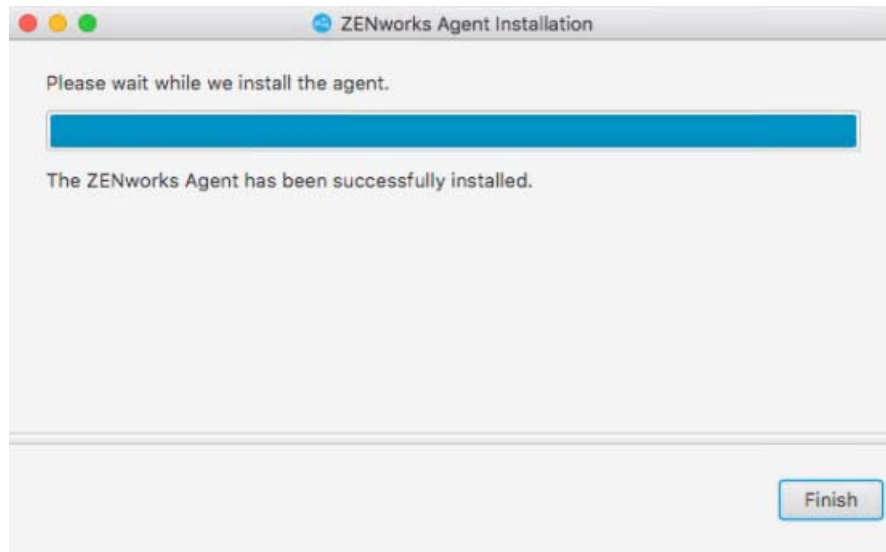 ZENworks Agent Installation
Please wait while we install the agent.
The ZENworks Agent has been successfully installed.
Finish